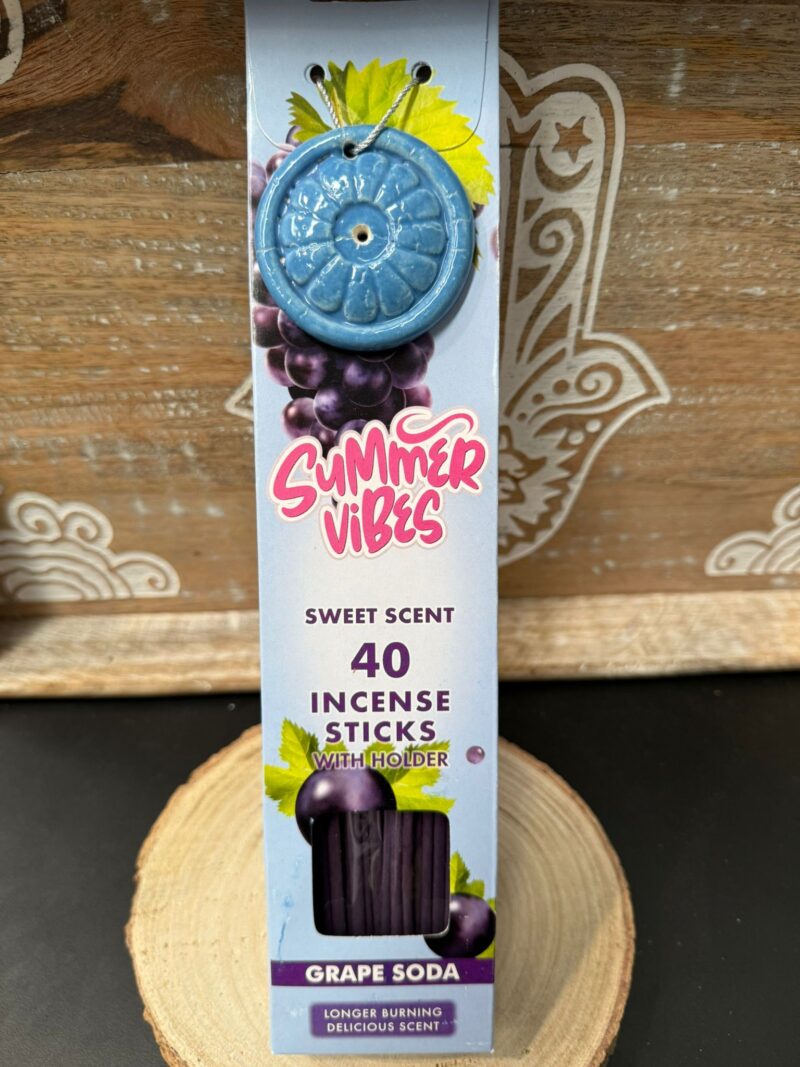 SUMMER
VIBES
SWEET SCENT
40
INCENSE
STICKS
WITH HOLDER
GRAPE SODA
LONGER BURNING
DELICIOUS SCENT